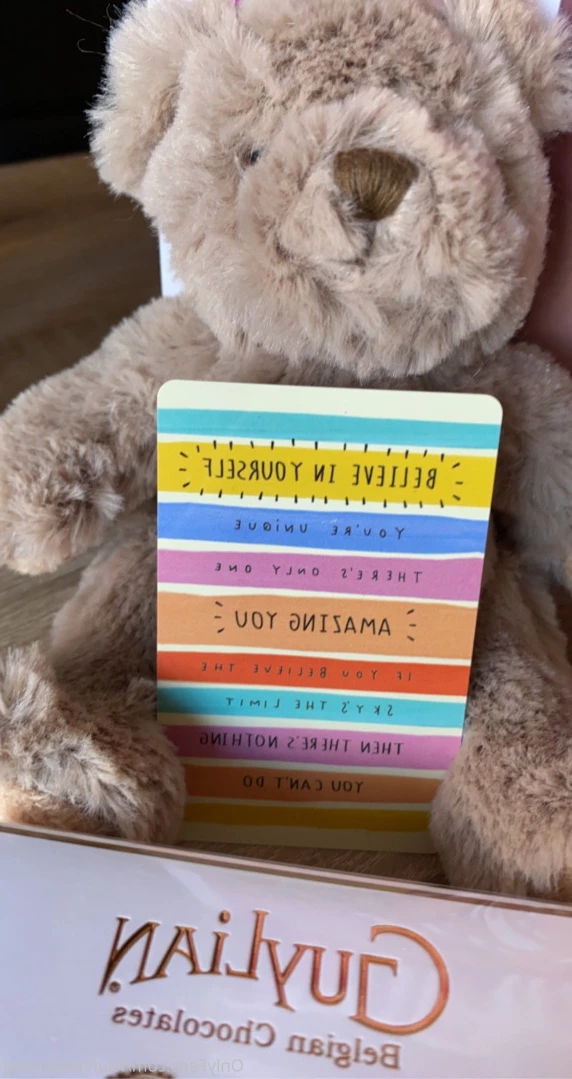 BELIEVE IN YOURSELF
YOU'RE UNIQUE
THERE'S ONLY ONE
AMAZING YOU
IF YOU BELIEVE THE
SKY'S THE LIMIT
THEN THERE'S NOTHING
YOU CAN'T DO
GuyLiAN
Belgian Chocolates